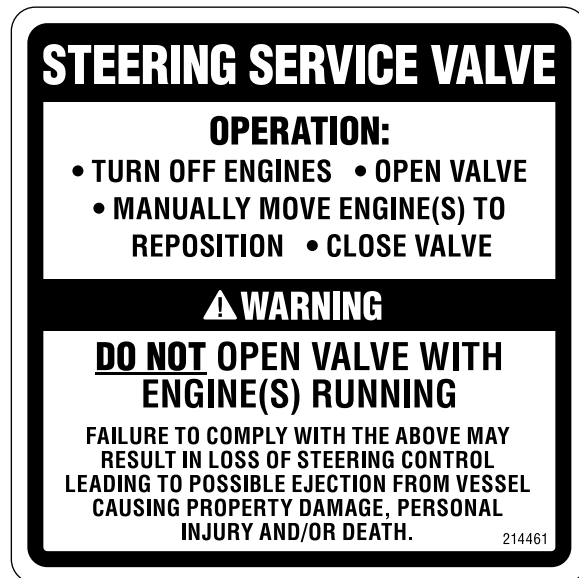 STEERING SERVICE VALVE
OPERATION:
• TURN OFF ENGINES • OPEN VALVE
• MANUALLY MOVE ENGINE(S) TO
REPOSITION • CLOSE VALVE
⚠ WARNING
DO NOT OPEN VALVE WITH
ENGINE(S) RUNNING
FAILURE TO COMPLY WITH THE ABOVE MAY
RESULT IN LOSS OF STEERING CONTROL
LEADING TO POSSIBLE EJECTION FROM VESSEL
CAUSING PROPERTY DAMAGE, PERSONAL
INJURY AND/OR DEATH.
214461